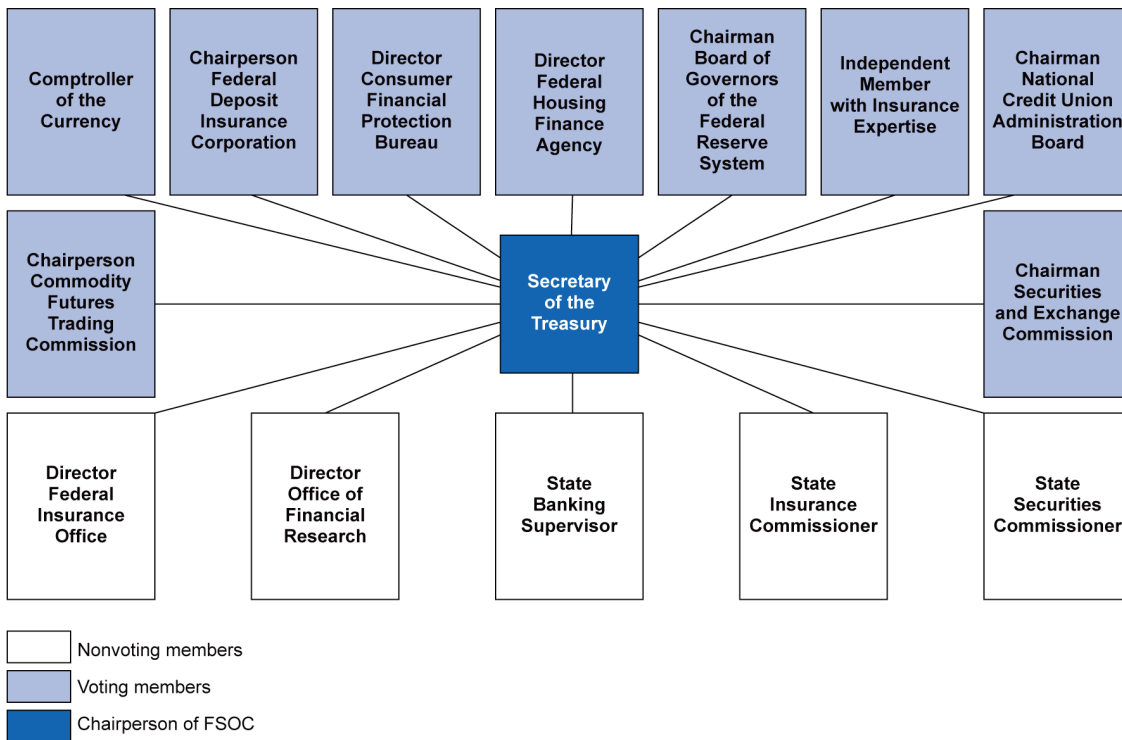 Comptroller
of the
Currency
Chairperson
Federal
Deposit
Insurance
Corporation
Director
Consumer
Financial
Protection
Bureau
Director
Federal
Housing
Finance
Agency
Chairman
Board of
Governors
of the
Federal
Reserve
System
Independent
Member
with Insurance
Expertise
Chairman
National
Credit Union
Administration
Board
Chairperson
Commodity
Futures
Trading
Commission
Secretary
of the
Treasury
Chairman
Securities
and Exchange
Commission
Director
Federal
Insurance
Office
Director
Office of
Financial
Research
State
Banking
Supervisor
State
Insurance
Commissioner
State
Securities
Commissioner
Nonvoting members
Voting members
Chairperson of FSOC